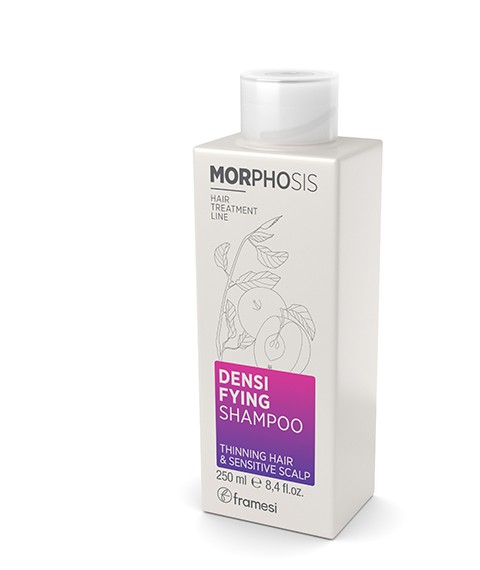 MORPHOSIS
HAIR
TREATMENT
LINE
DENSI
FYING
SHAMPOO
THINNING HAIR
& SENSITIVE SCALP
250 ml ℮ 8,4 fl.oz.
framesi